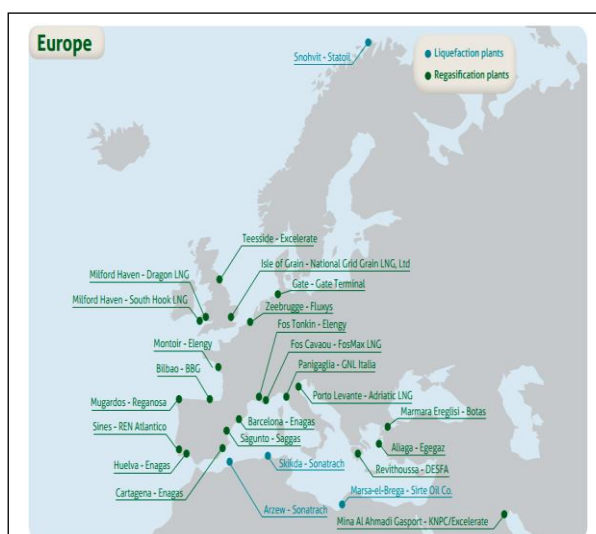 Europe
Liquefaction plants
Regasification plants
Snohvit - Statoil
Teesside - Excelerate
Isle of Grain - National Grid Grain LNG, Ltd
Milford Haven - Dragon LNG
Gate - Gate Terminal
Milford Haven - South Hook LNG
Zeebrugge - Fluxys
Fos Tonkin - Elengy
Montoir - Elengy
Fos Cavaou - FosMax LNG
Panigaglia - GNL Italia
Bilbao - BBG
Porto Levante - Adriatic LNG
Mugardos - Reganosa
Marmara Ereglisi - Botas
Barcelona - Enagas
Sines - REN Atlantico
Sagunto - Saggas
Aliaga - Egegaz
Huelva - Enagas
Skikda - Sonatrach
Revithoussa - DESFA
Cartagena - Enagas
Marsa-el-Brega - Sirte Oil Co.
Arzew - Sonatrach
Mina Al Ahmadi Gasport - KNPC/Excelerate